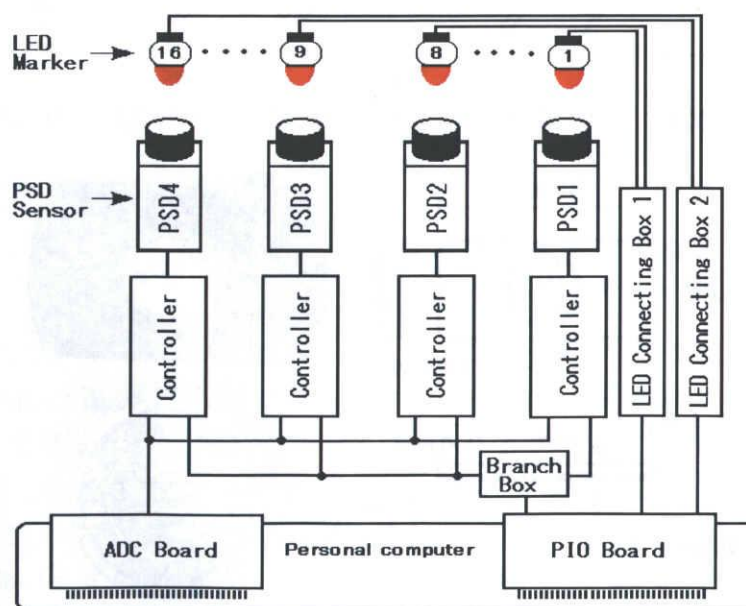 LED
Marker
16
9
8
1
PSD
Sensor
PSD4
PSD3
PSD2
PSD1
Controller
Controller
Controller
Controller
LED Connecting Box 1
LED Connecting Box 2
Branch
Box
ADC Board
Personal computer
PIO Board